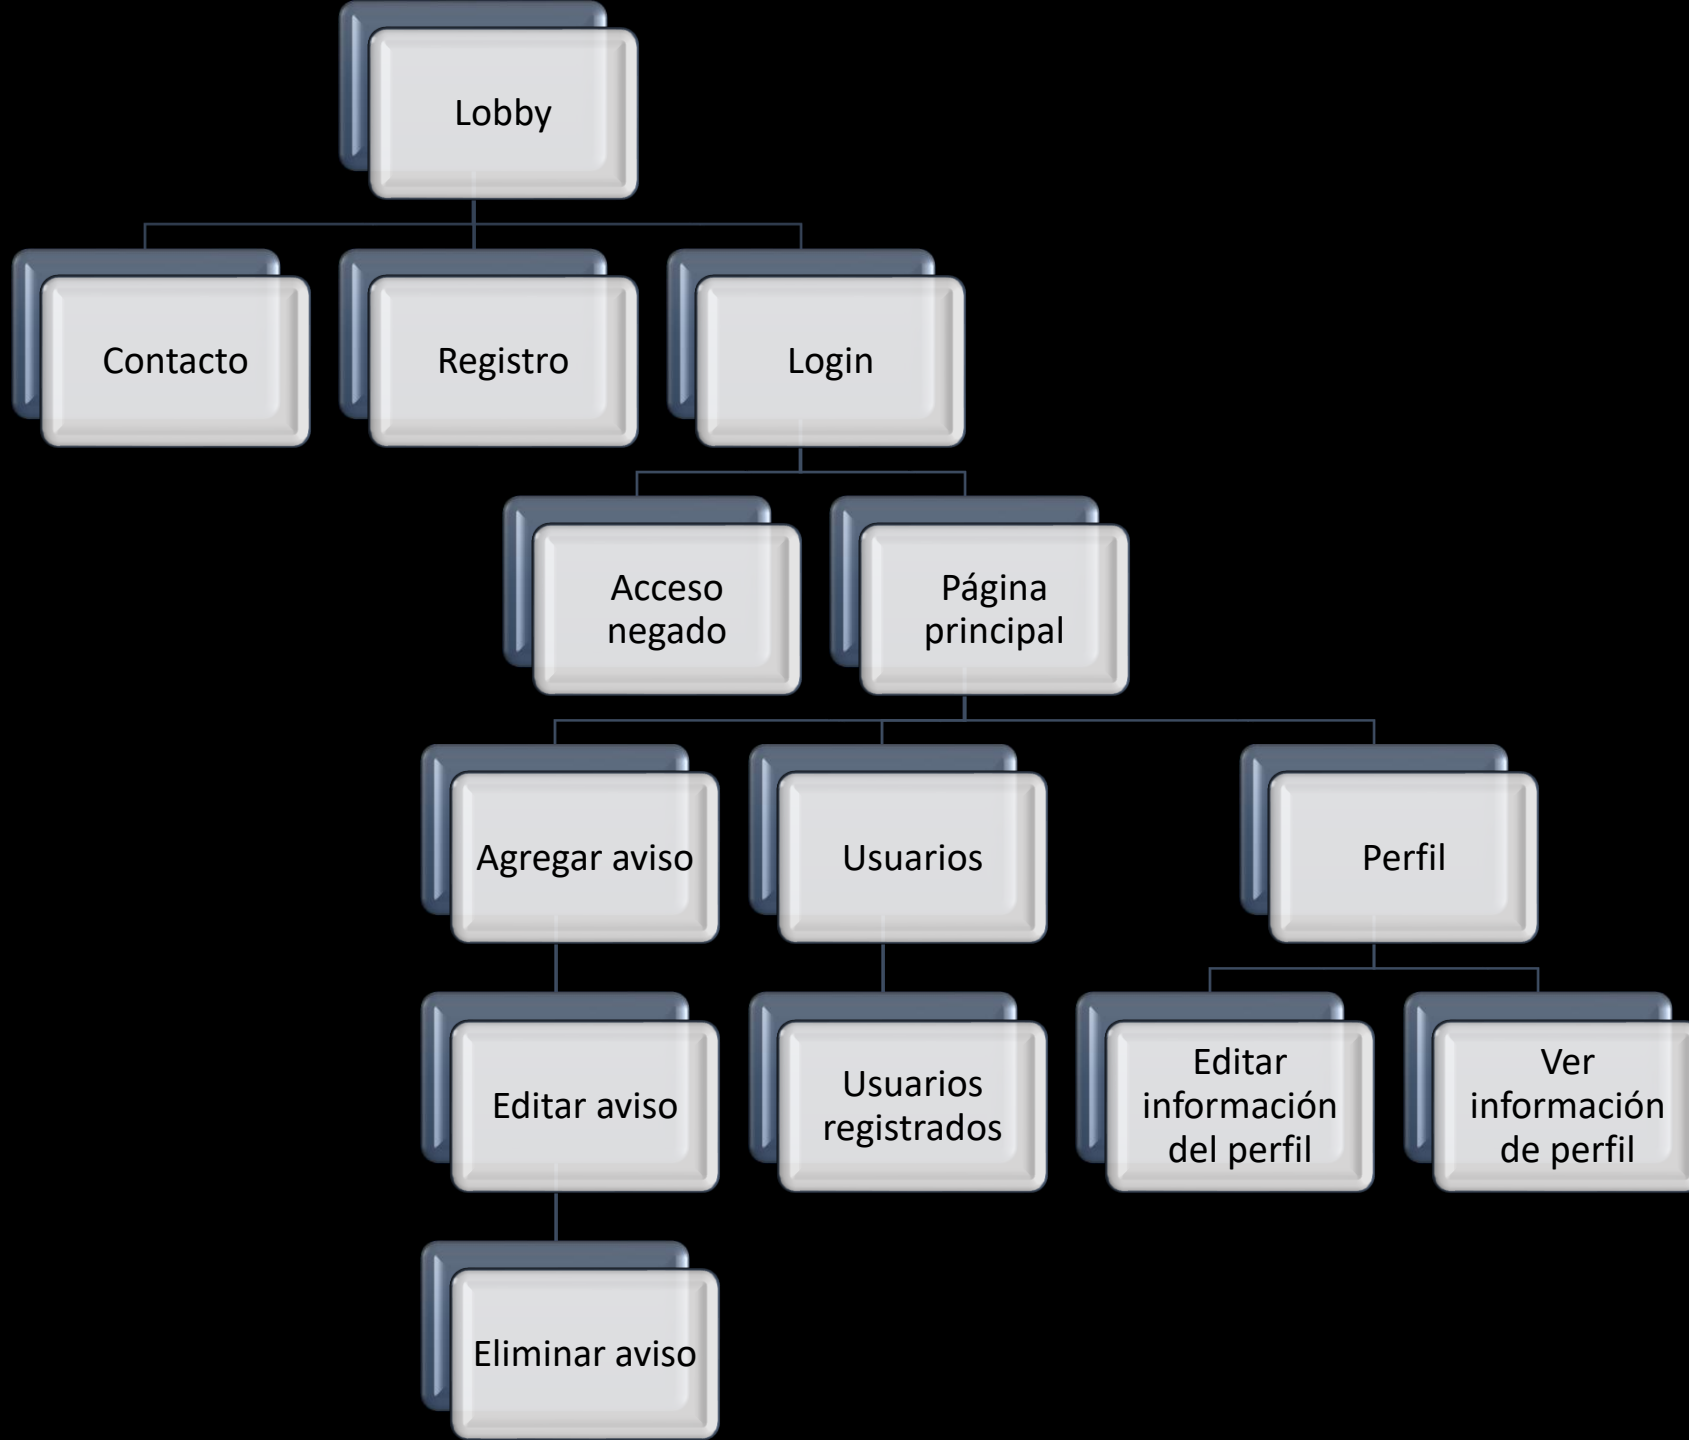 Lobby
Contacto
Registro
Login
Acceso
negado
Página
principal
Agregar aviso
Usuarios
Perfil
Editar aviso
Usuarios
registrados
Editar
información
del perfil
Ver
información
de perfil
Eliminar aviso